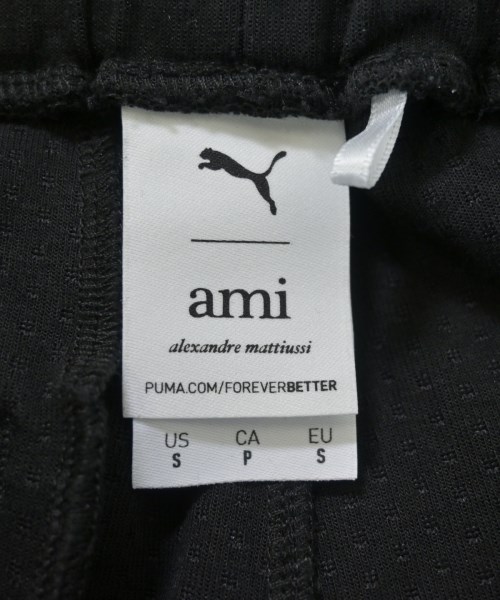 ami
alexandre mattiussi
PUMA.COM/FOREVERBETTER
US CA EU
S P S